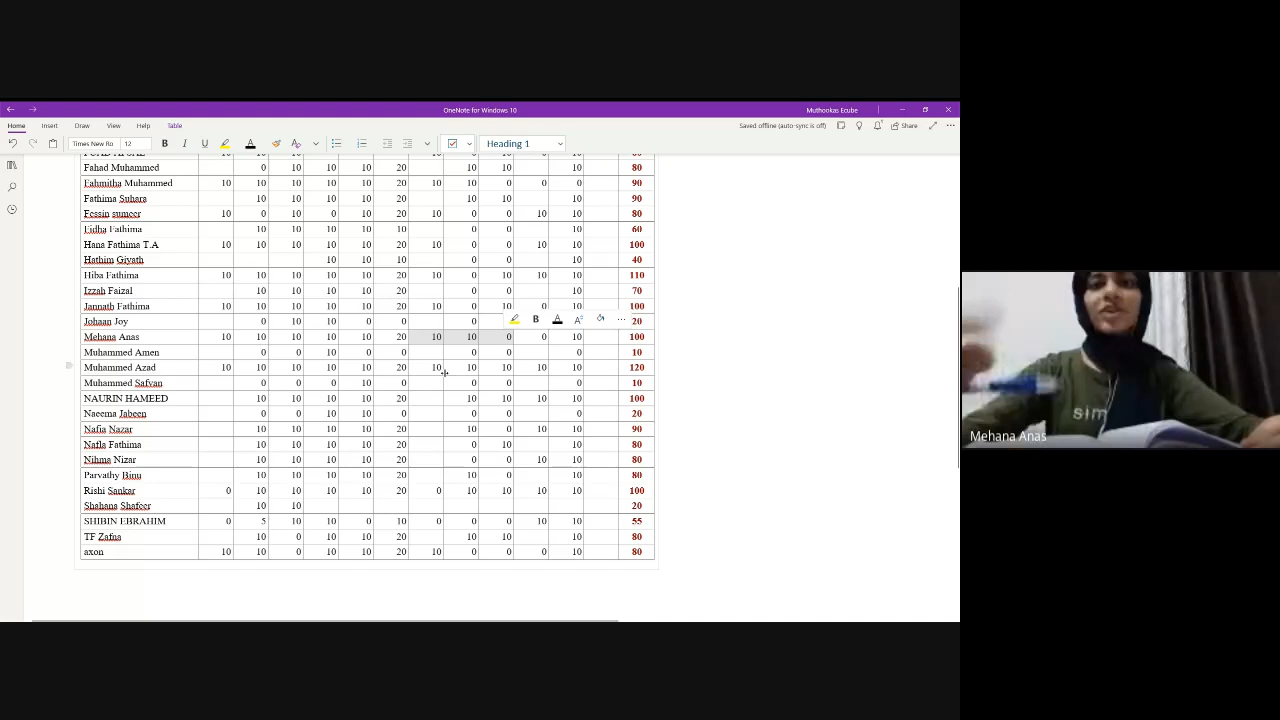 OneNote for Windows 10
Muthookas Ecube
Home Insert Draw View Help Table
Saved offline (auto-sync is off) Share
Times New Ro 12 B I U A Heading 1
Fahad Muhammed 0 10 10 10 20 10 10 10 80
Fahmitha Muhammed 10 10 10 10 10 20 10 10 0 0 0 90
Fathima Suhara 10 10 10 10 20 10 10 10 90
Fessin sumeer 10 0 10 0 10 20 10 0 0 10 10 80
Fidha Fathima 10 10 10 10 10 0 10 60
Hana Fathima T.A 10 10 10 10 10 20 10 0 0 10 10 100
Hathim Giyath 10 10 10 0 0 10 40
Hiba Fathima 10 10 10 10 10 20 10 0 10 10 10 110
Izzah Faizal 10 10 10 10 20 0 0 10 70
Jannath Fathima 10 10 10 10 10 20 10 0 10 0 10 100
Johaan Joy 0 10 10 0 0 0 20
B A
Mehana Anas 10 10 10 10 10 20 10 10 0 0 10 100
Muhammed Amen 0 0 10 0 0 0 0 0 10
Muhammed Azad 10 10 10 10 10 20 10 10 10 10 10 120
Muhammed Safvan 0 0 10 0 0 0 0 0 10
NAURIN HAMEED 10 10 10 10 20 10 10 10 10 100
Naeema Jabeen 0 0 10 10 0 0 0 0 20
Nafia Nazar 10 10 10 10 20 10 0 10 10 90
Nafla Fathima 10 10 10 10 20 0 10 10 80
Nihma Nizar 10 10 10 10 20 0 0 10 10 80
Parvathy Binu 10 10 10 10 20 10 0 10 80
Rishi Sankar 0 10 10 10 10 20 0 10 10 10 10 100
Shahana Shafeer 10 10 20
SHIBIN EBRAHIM 0 5 10 10 0 10 0 0 0 10 10 55
TF Zafna 10 0 10 10 20 10 10 10 80
axon 10 10 0 10 10 20 10 0 0 0 10 80
sim
Mehana Anas